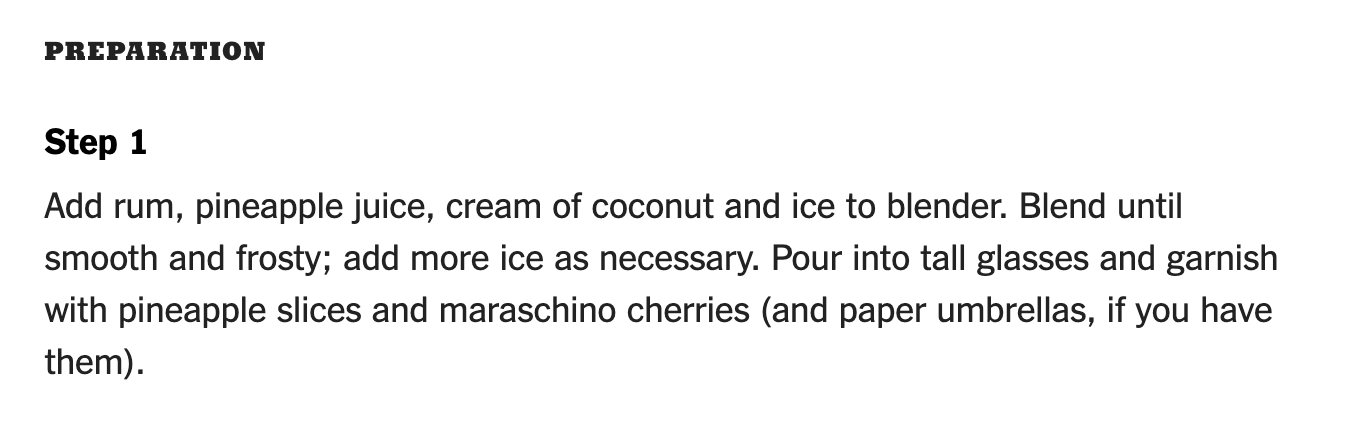 PREPARATION
Step 1
Add rum, pineapple juice, cream of coconut and ice to blender. Blend until
smooth and frosty; add more ice as necessary. Pour into tall glasses and garnish
with pineapple slices and maraschino cherries (and paper umbrellas, if you have
them).